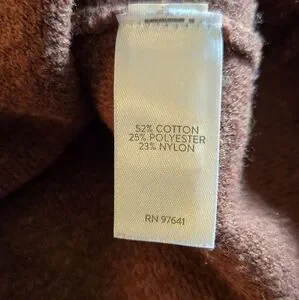 52% COTTON
25% POLYESTER
23% NYLON
RN 97641